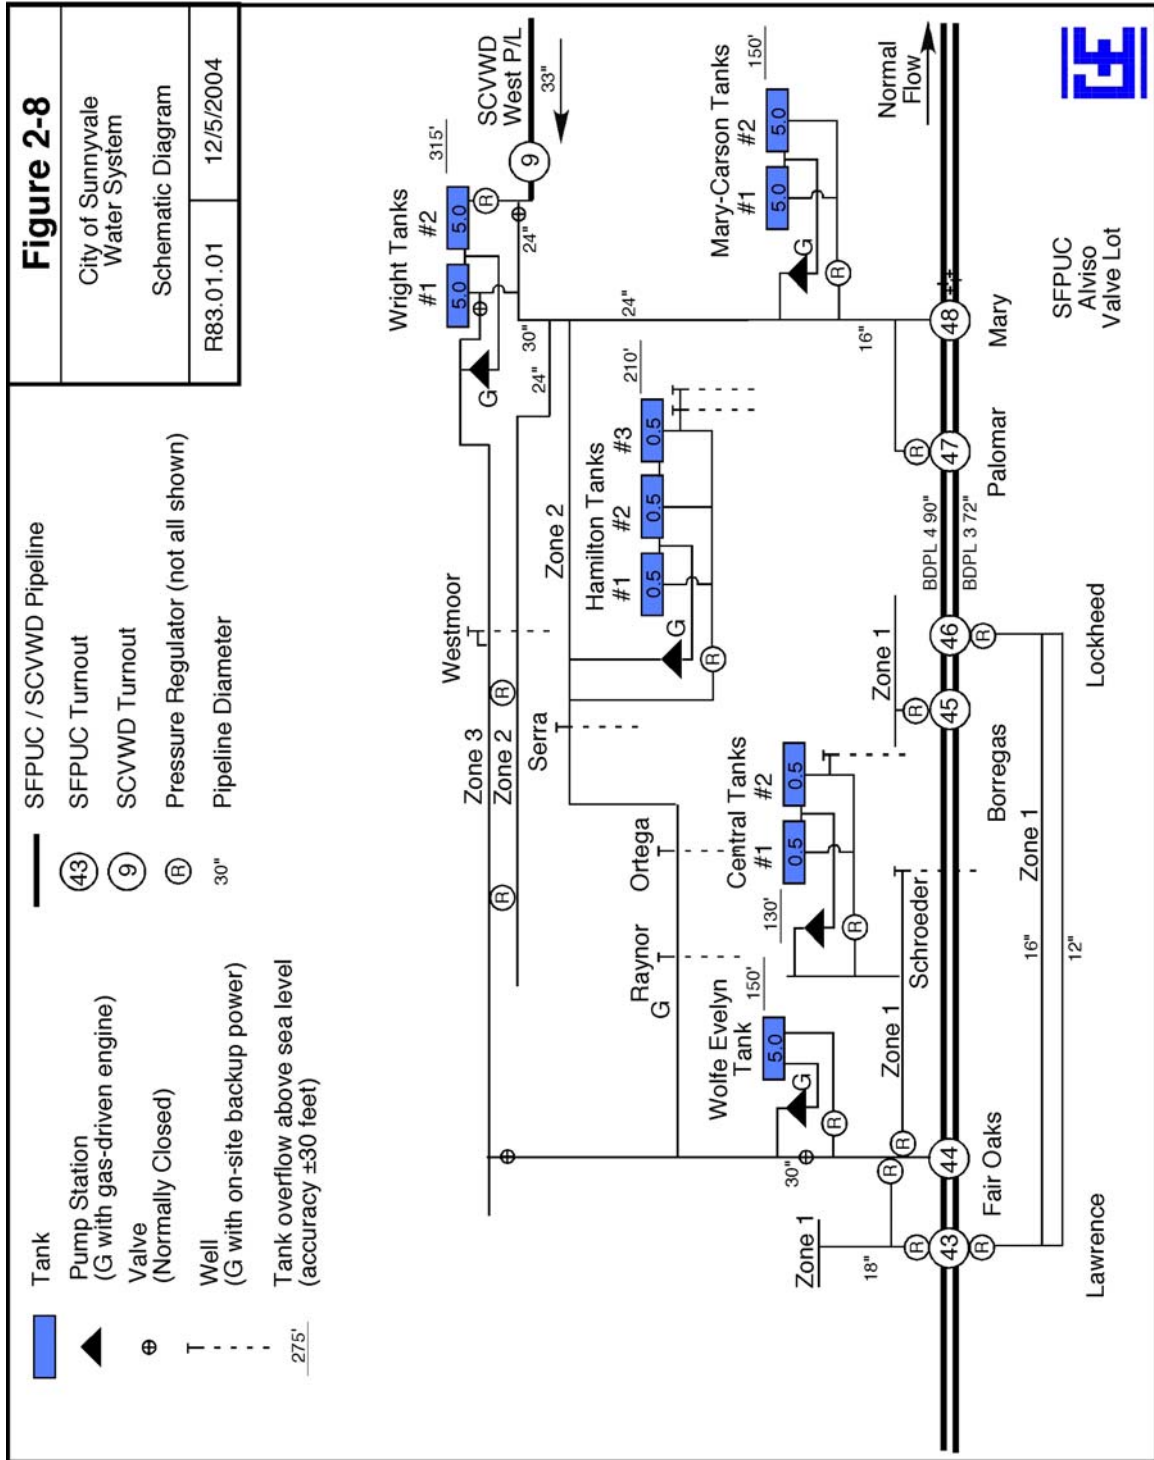 Figure 2-8
City of Sunnyvale
Water System
Schematic Diagram
R83.01.01
12/5/2004
Tank
Pump Station
(G with gas-driven engine)
Valve
(Normally Closed)
Well
(G with on-site backup power)
275'
Tank overflow above sea level
(accuracy ±30 feet)
SFPUC / SCVWD Pipeline
43
SFPUC Turnout
9
SCVWD Turnout
R
Pressure Regulator (not all shown)
30"
Pipeline Diameter
Wright Tanks
#1
#2
315'
5.0
5.0
R
G
24"
30"
24"
SCVWD
West P/L
33"
9
Westmoor
Zone 3
Zone 2
R
R
Serra
Zone 2
24"
Hamilton Tanks
#1
#2
#3
210'
0.5
0.5
0.5
G
R
Mary-Carson Tanks
#1
#2
150'
5.0
5.0
G
R
16"
Raynor
G
Ortega
Central Tanks
#1
#2
130'
0.5
0.5
R
Wolfe Evelyn
Tank
150'
5.0
G
R
30"
Zone 1
18"
R
R
R
Zone 1
Schroeder
Zone 1
R
R
43
44
45
46
47
48
R
R
BDPL 4 90"
BDPL 3 72"
Normal
Flow
Lawrence
Fair Oaks
Borregas
Lockheed
Palomar
Mary
Zone 1
16"
12"
SFPUC
Alviso
Valve Lot